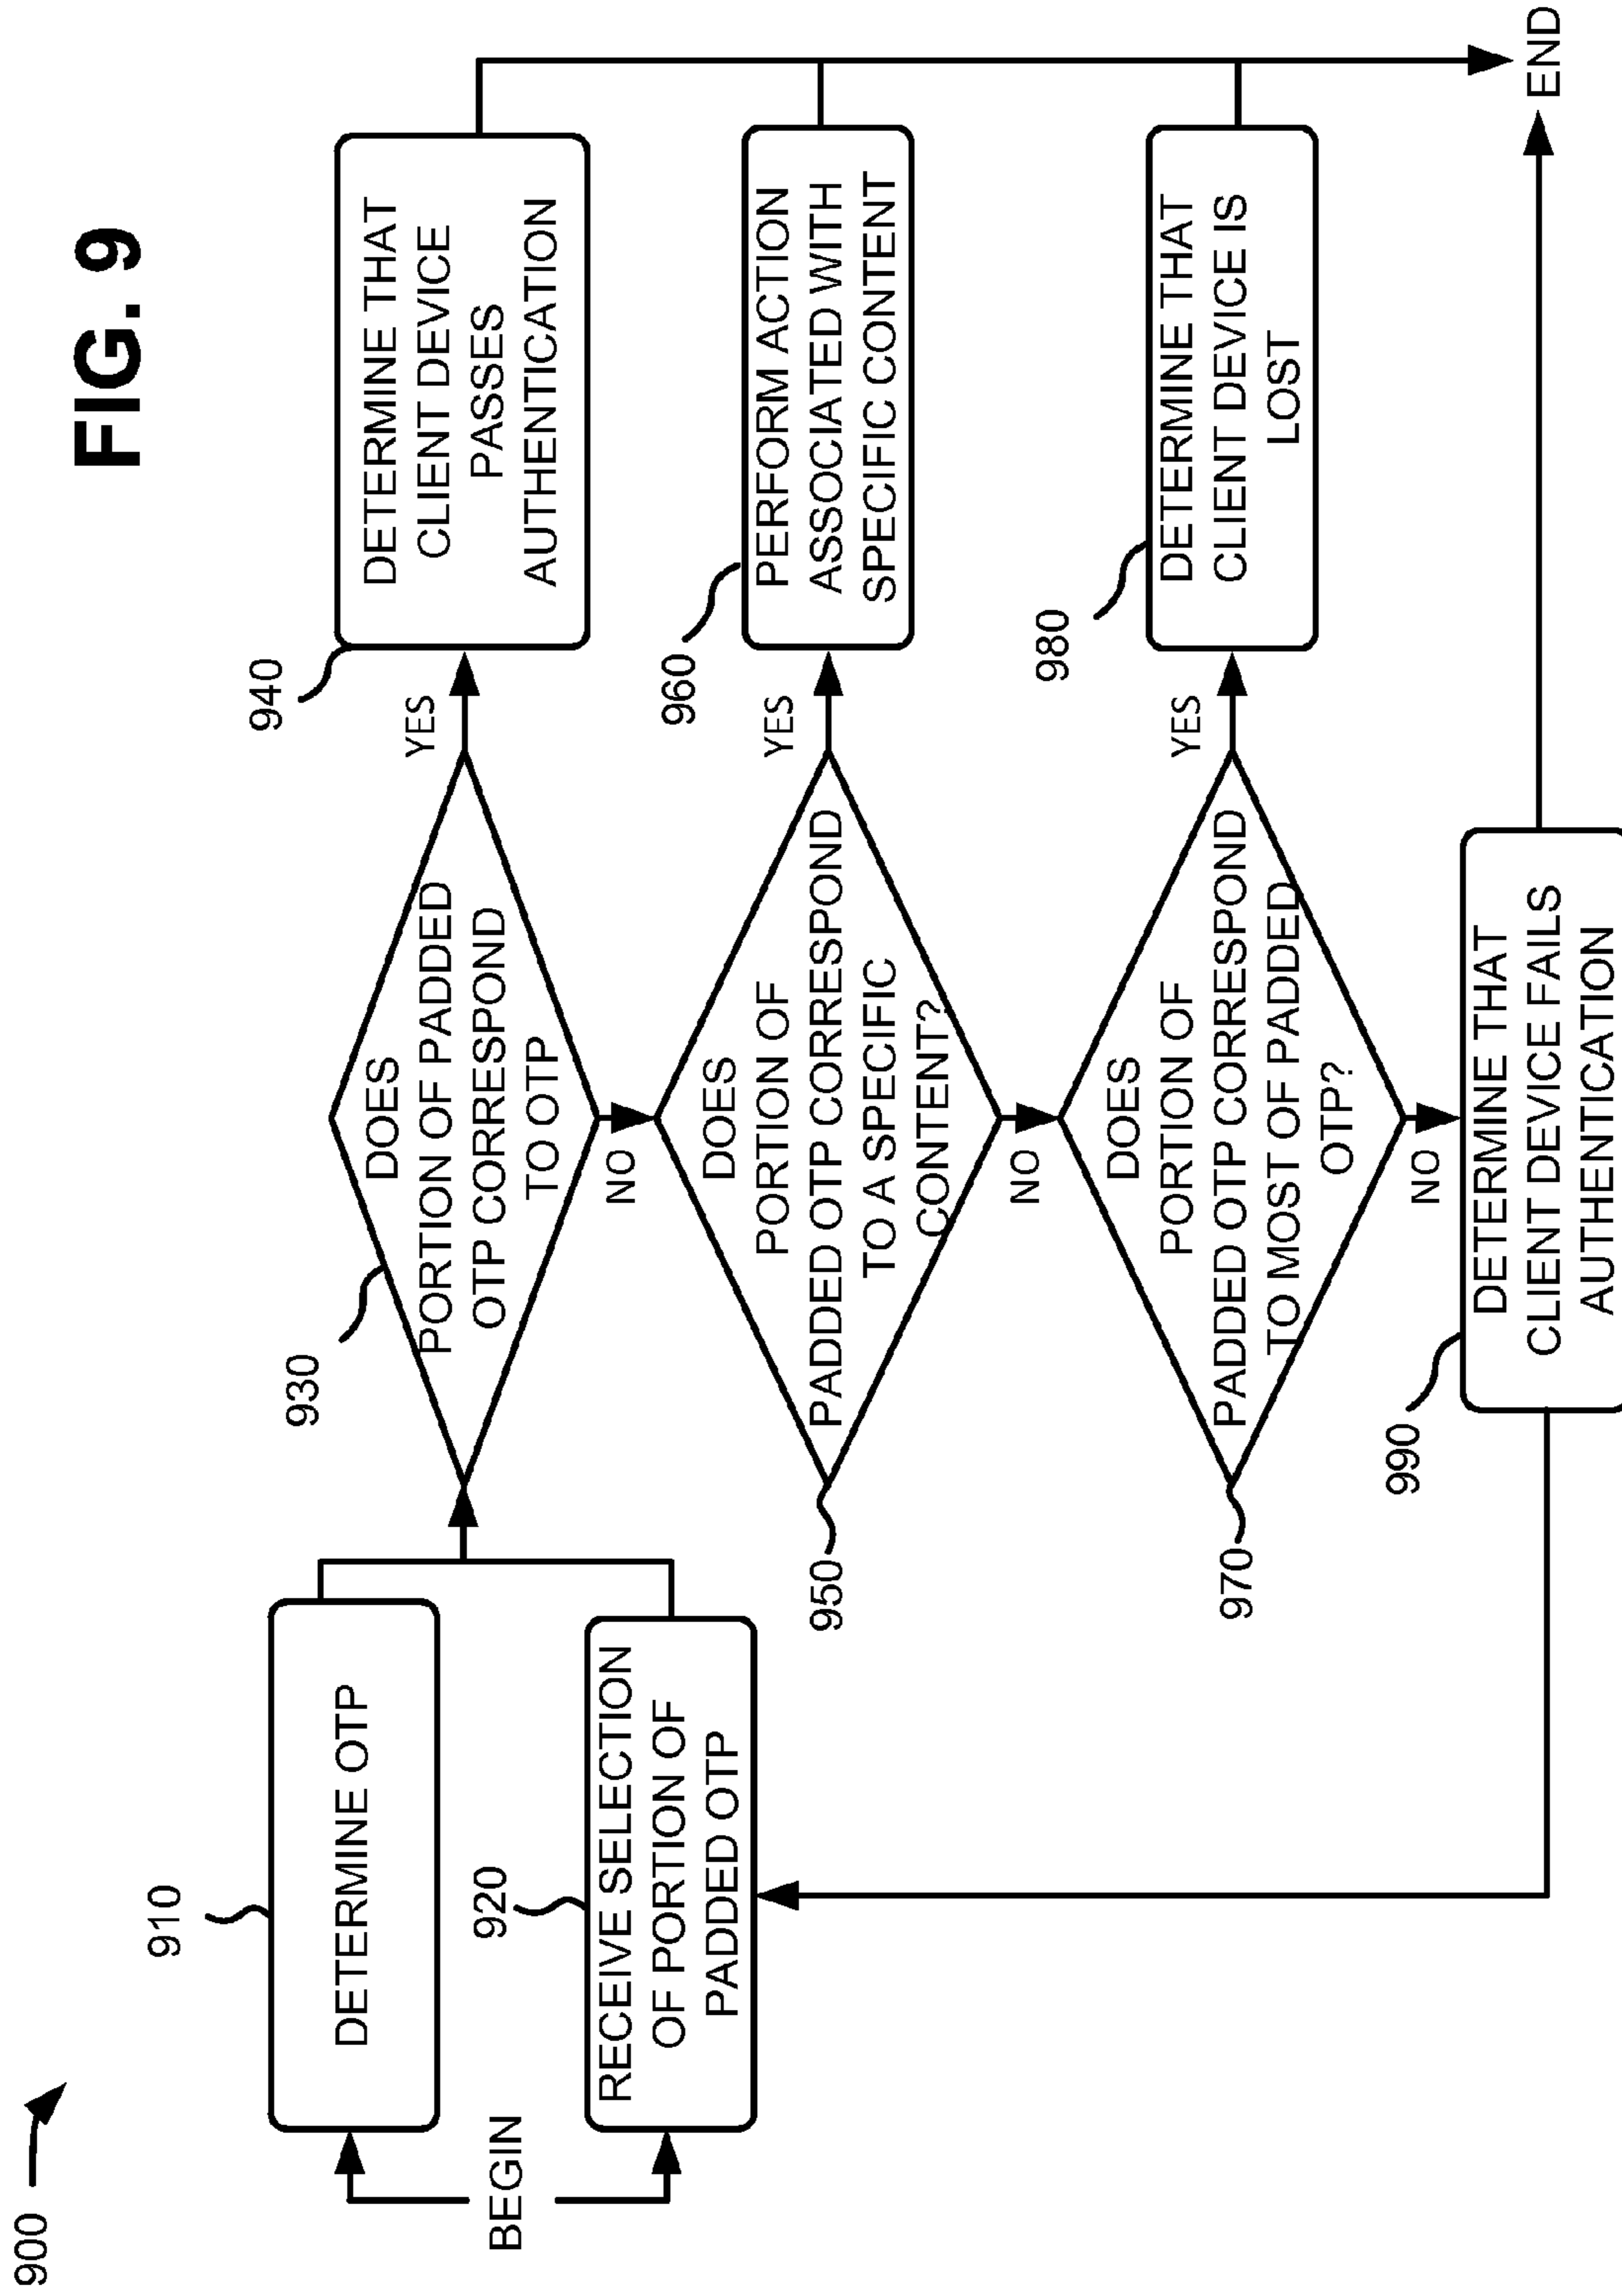 FIG. 9
900
BEGIN
910
DETERMINE OTP
920
RECEIVE SELECTION
OF PORTION OF
PADDED OTP
930
DOES
PORTION OF PADDED
OTP CORRESPOND
TO OTP
YES
940
DETERMINE THAT
CLIENT DEVICE
PASSES
AUTHENTICATION
NO
950
DOES
PORTION OF
PADDED OTP CORRESPOND
TO A SPECIFIC
CONTENT?
YES
960
PERFORM ACTION
ASSOCIATED WITH
SPECIFIC CONTENT
NO
970
DOES
PORTION OF
PADDED OTP CORRESPOND
TO MOST OF PADDED
OTP?
YES
980
DETERMINE THAT
CLIENT DEVICE IS
LOST
NO
990
DETERMINE THAT
CLIENT DEVICE FAILS
AUTHENTICATION
END